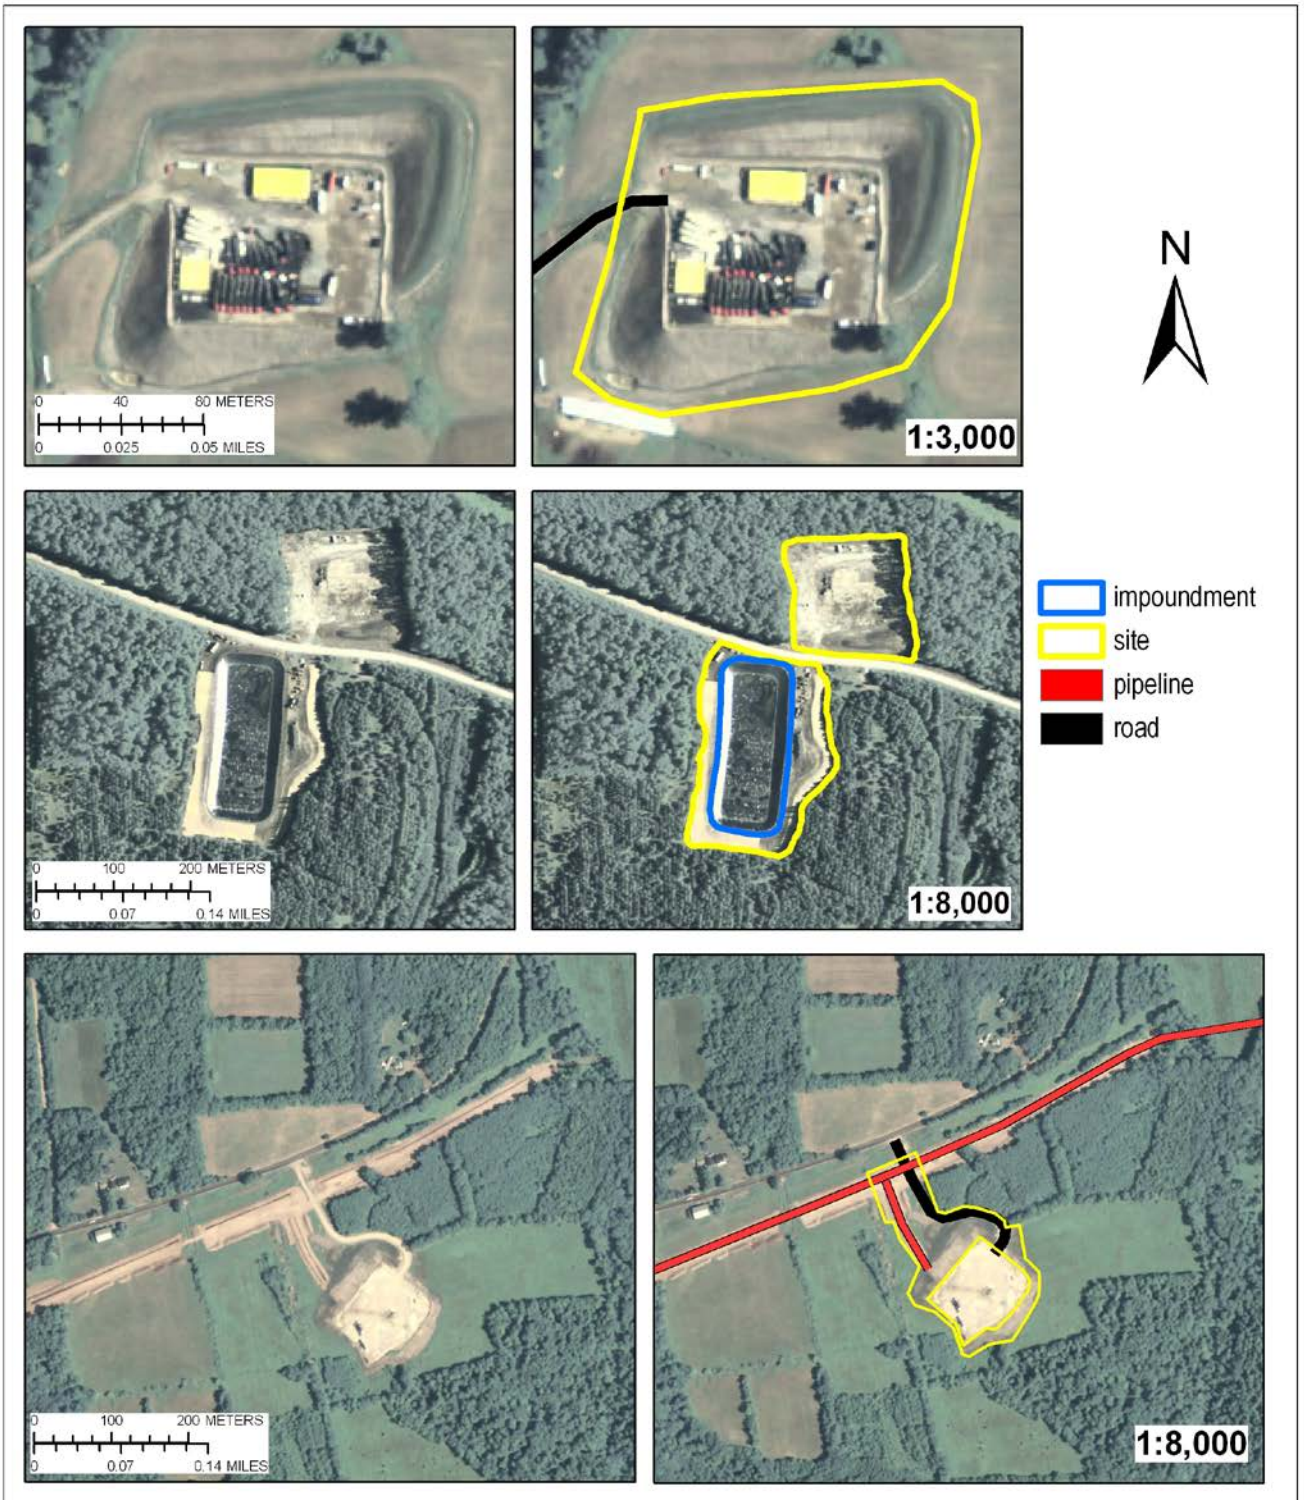 0 40 80 METERS
0 0.025 0.05 MILES
1:3,000
N
0 100 200 METERS
0 0.07 0.14 MILES
1:8,000
impoundment
site
pipeline
road
0 100 200 METERS
0 0.07 0.14 MILES
1:8,000